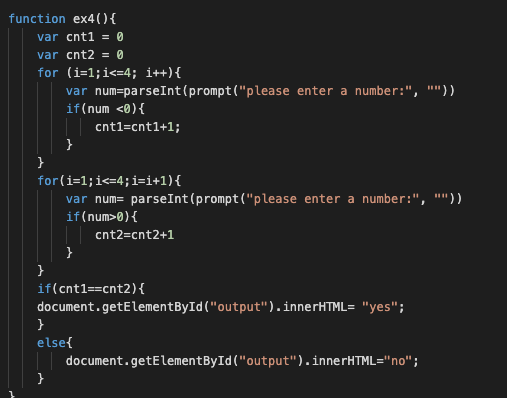 function ex4(){
var cnt1 = 0
var cnt2 = 0
for (i=1;i<=4; i++){
var num=parseInt(prompt("please enter a number:", ""))
if(num <0){
cnt1=cnt1+1;
}
}
for(i=1;i<=4;i=i+1){
var num= parseInt(prompt("please enter a number:", ""))
if(num>0){
cnt2=cnt2+1
}
}
if(cnt1==cnt2){
document.getElementById("output").innerHTML= "yes";
}
else{
document.getElementById("output").innerHTML="no";
}
}